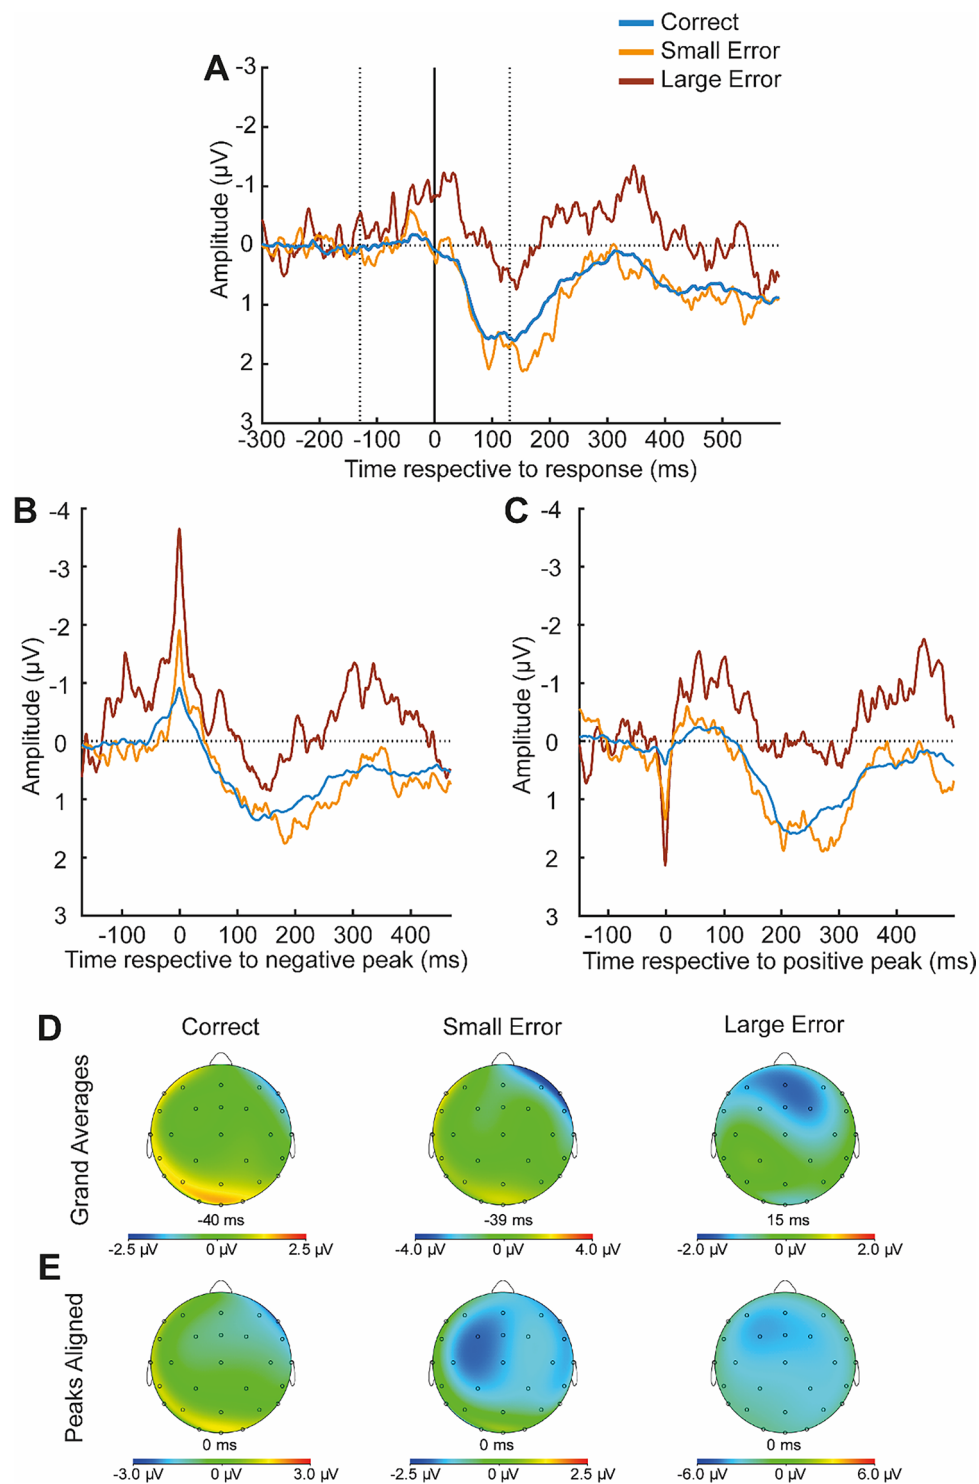 Correct
Small Error
Large Error
A
-3
-2
-1
0
1
2
3
Amplitude (µV)
-300 -200 -100 0 100 200 300 400 500
Time respective to response (ms)
B
-4
-3
-2
-1
0
1
2
3
Amplitude (µV)
-100 0 100 200 300 400
Time respective to negative peak (ms)
C
-4
-3
-2
-1
0
1
2
3
Amplitude (µV)
-100 0 100 200 300 400
Time respective to positive peak (ms)
D
Correct Small Error Large Error
Grand Averages
-40 ms -39 ms 15 ms
-2.5 µV 0 µV 2.5 µV -4.0 µV 0 µV 4.0 µV -2.0 µV 0 µV 2.0 µV
E
Peaks Aligned
0 ms 0 ms 0 ms
-3.0 µV 0 µV 3.0 µV -2.5 µV 0 µV 2.5 µV -6.0 µV 0 µV 6.0 µV